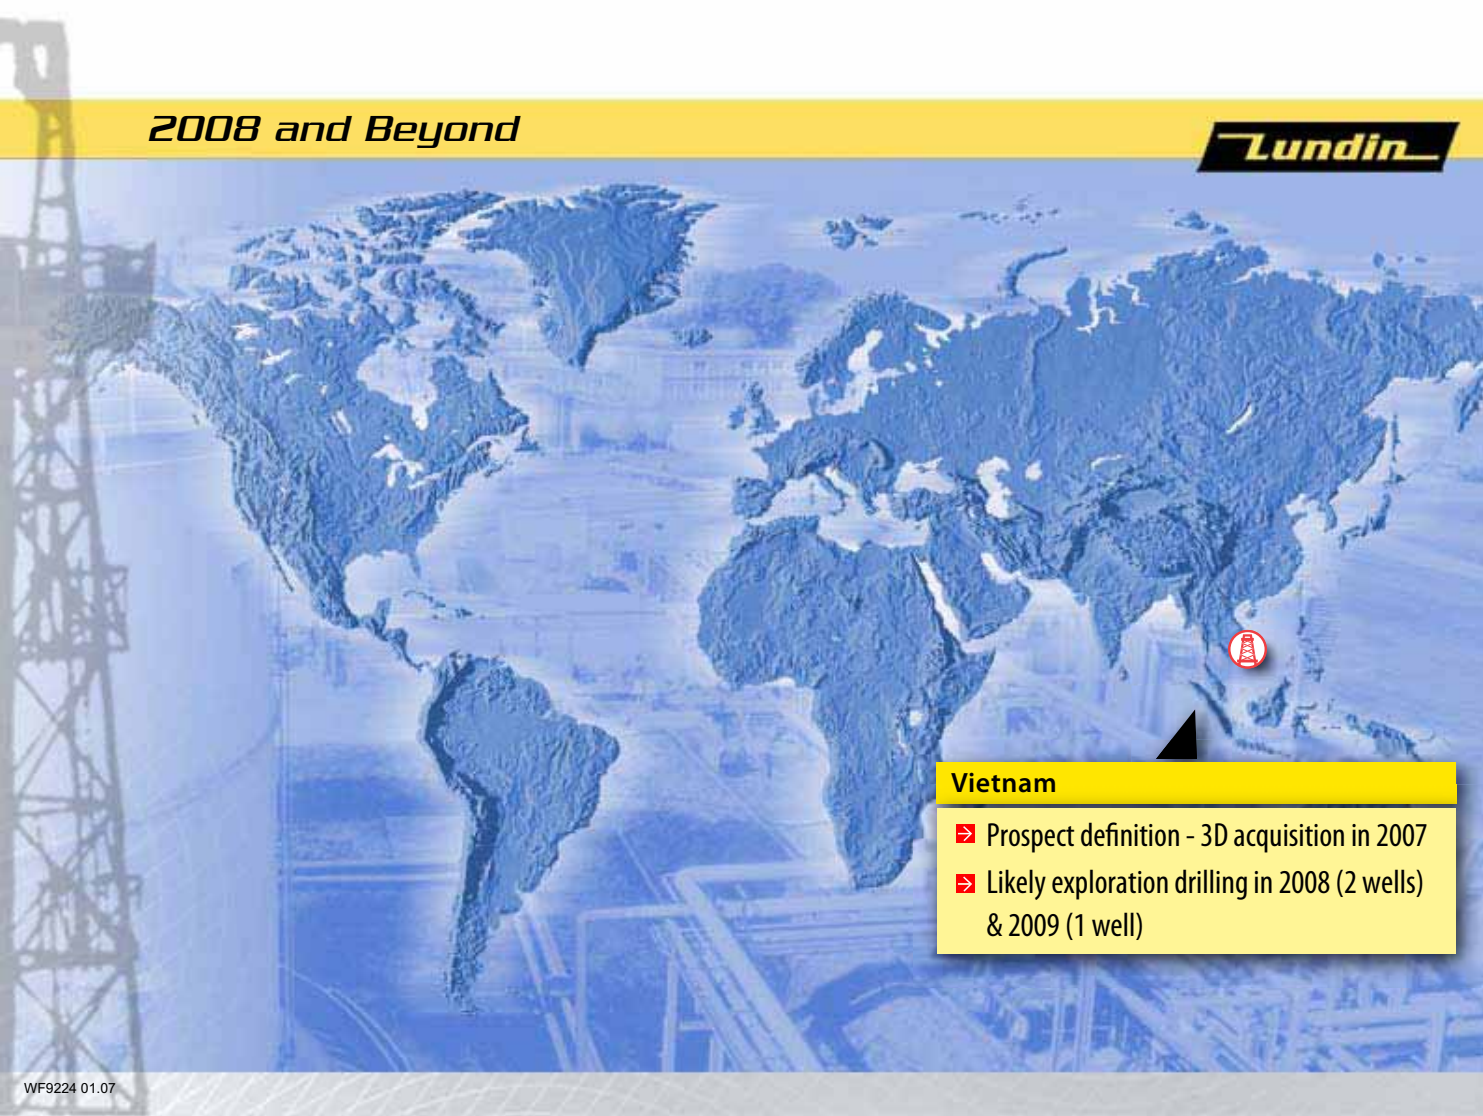 2008 and Beyond
Lundin
Vietnam
Prospect definition - 3D acquisition in 2007
Likely exploration drilling in 2008 (2 wells)
& 2009 (1 well)
WF9224 01.07